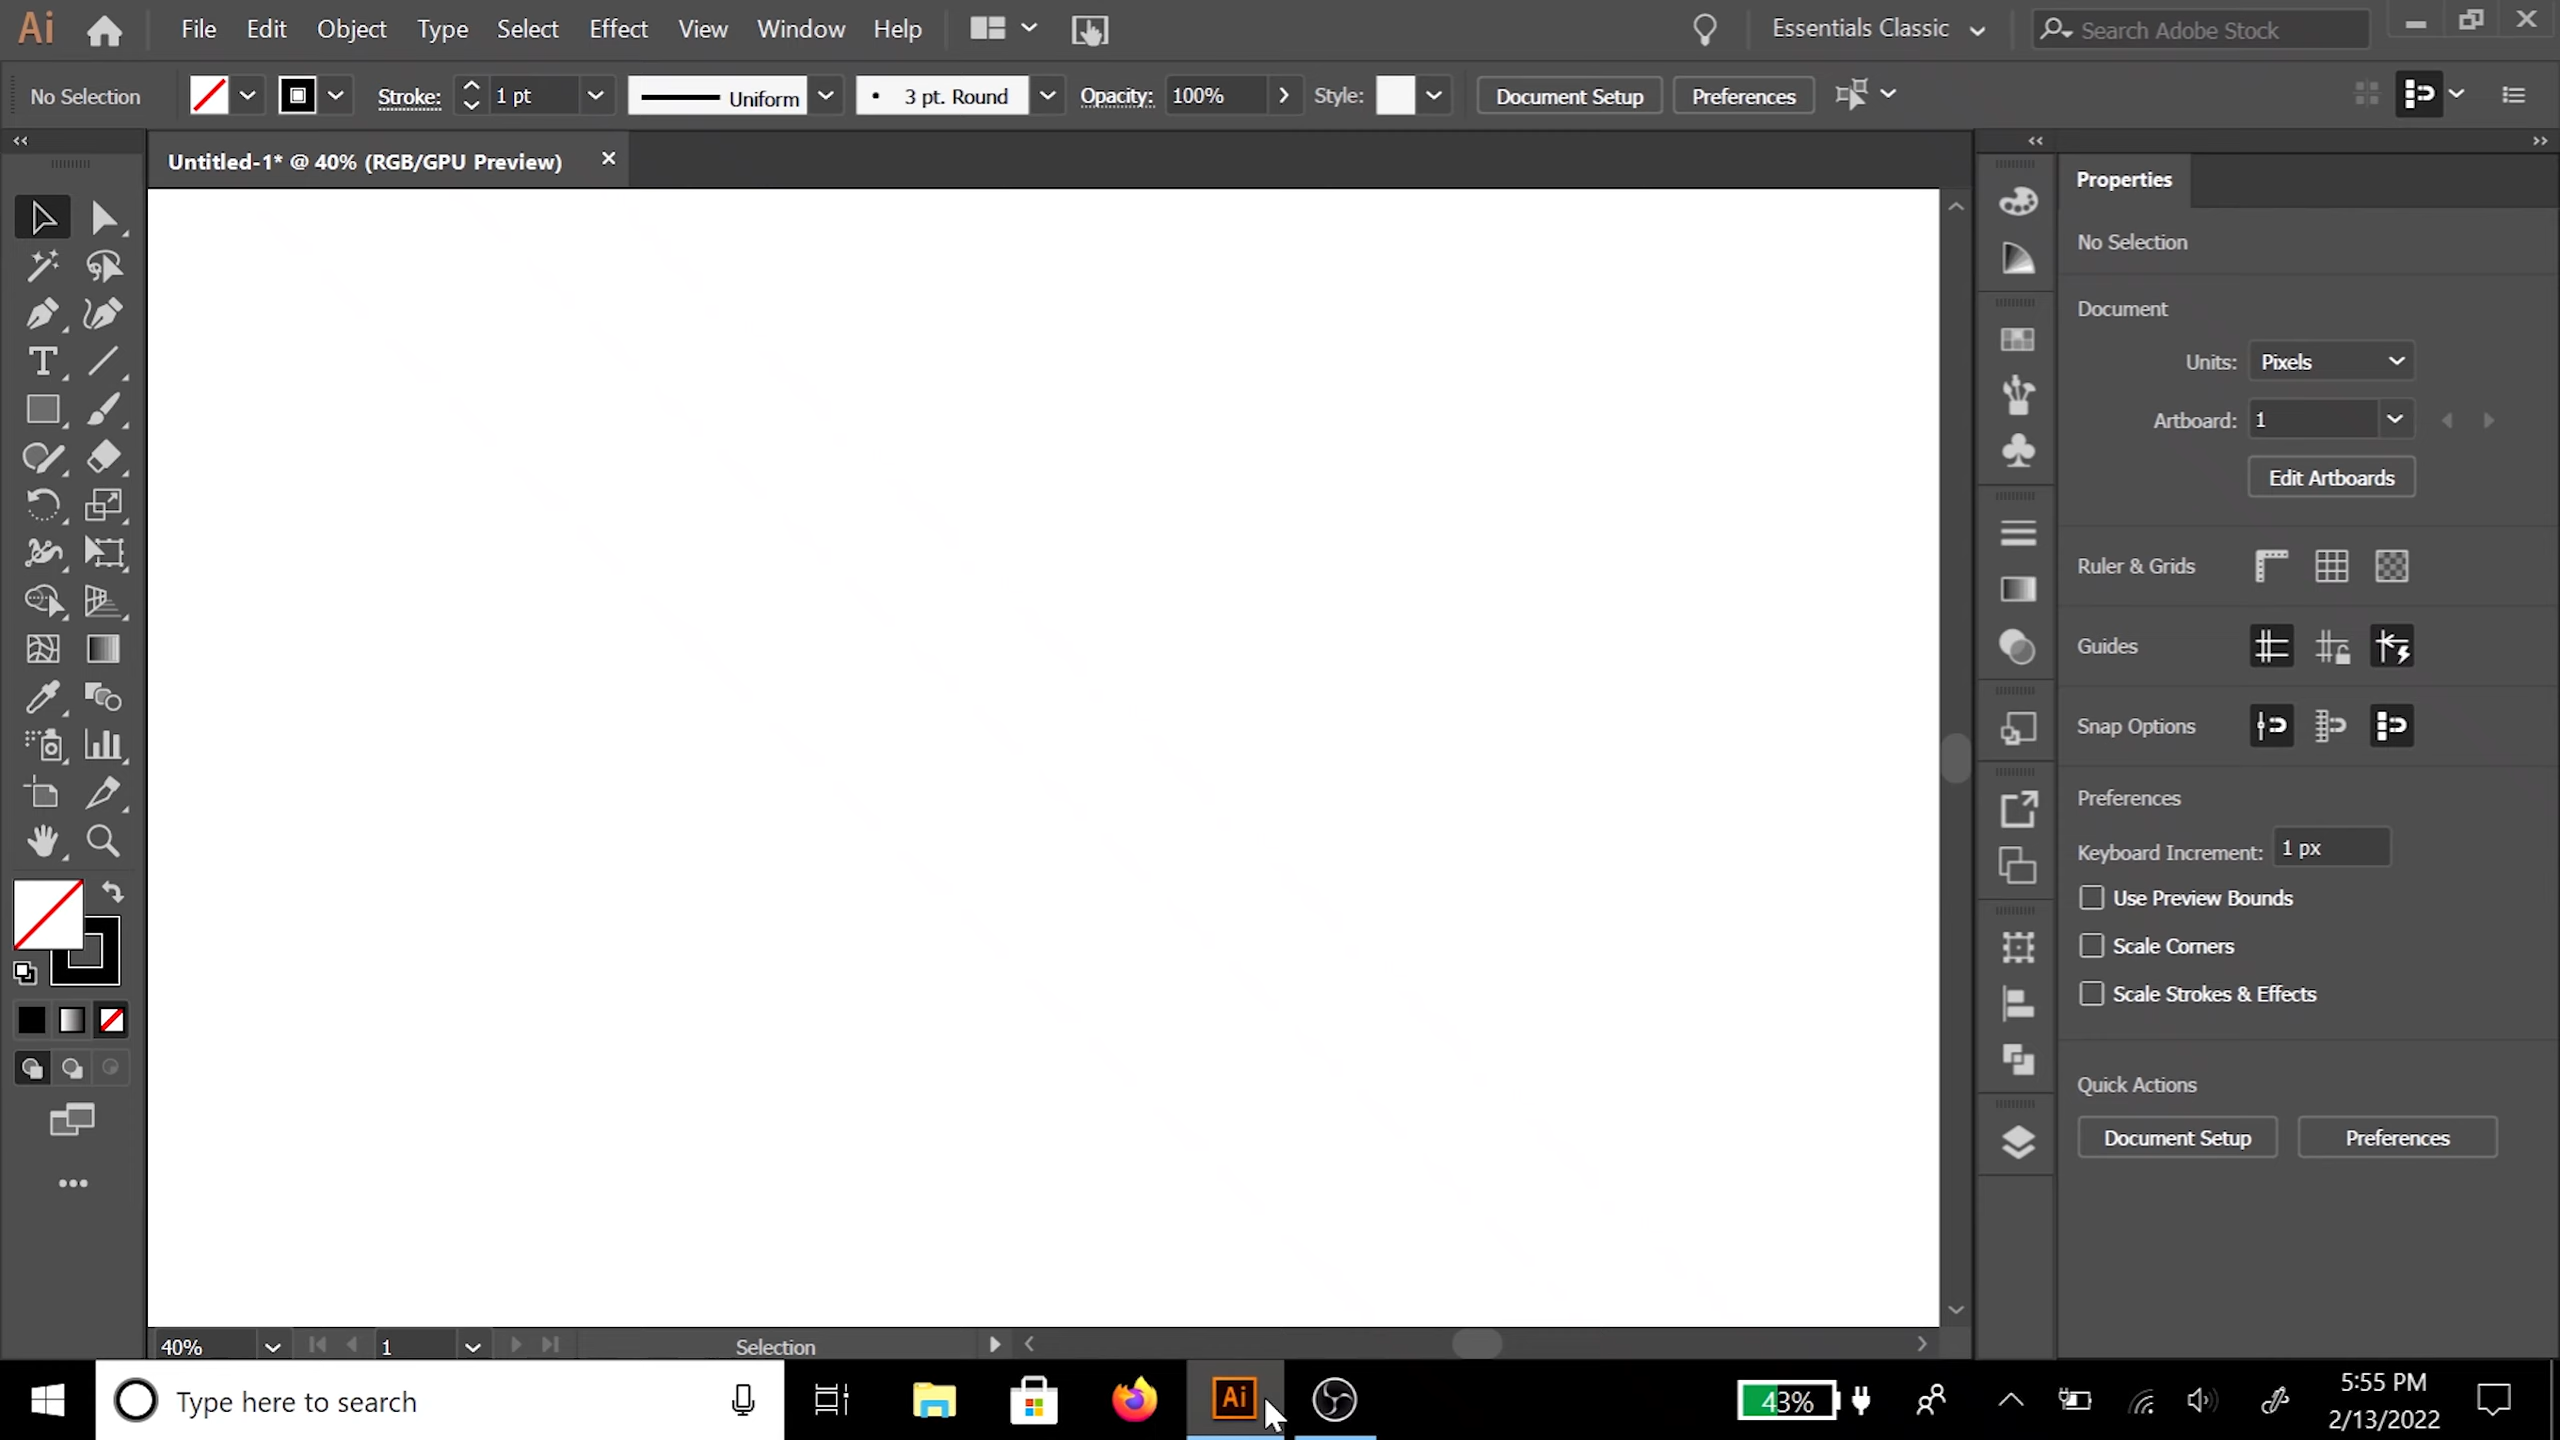 Ai File Edit Object Type Select Effect View Window Help Essentials Classic Search Adobe Stock
No Selection Stroke: 1 pt Uniform 3 pt. Round Opacity: 100% Style: Document Setup Preferences
Untitled-1* @ 40% (RGB/GPU Preview)
Properties
No Selection
Document
Units: Pixels
Artboard: 1
Edit Artboards
Ruler & Grids
Guides
Snap Options
Preferences
Keyboard Increment: 1 px
Use Preview Bounds
Scale Corners
Scale Strokes & Effects
Quick Actions
Document Setup Preferences
40% 1 Selection
Type here to search Ai 43% 5:55 PM
2/13/2022